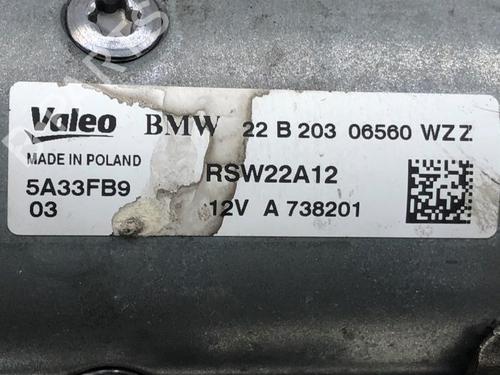 Valeo BMW 22 B 203 06560 WZZ
MADE IN POLAND
5A33FB9 RSW22A12
03 12V A 738201